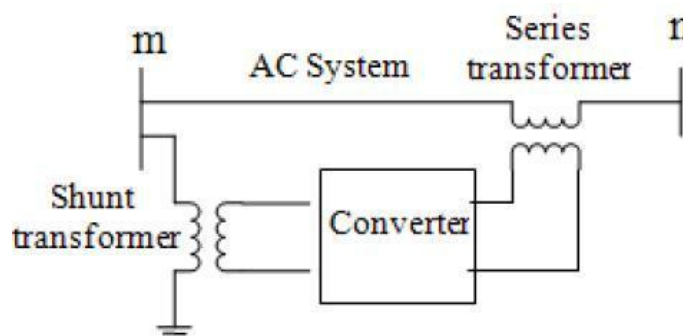 m
AC System
Series
transformer
Shunt
transformer
Converter